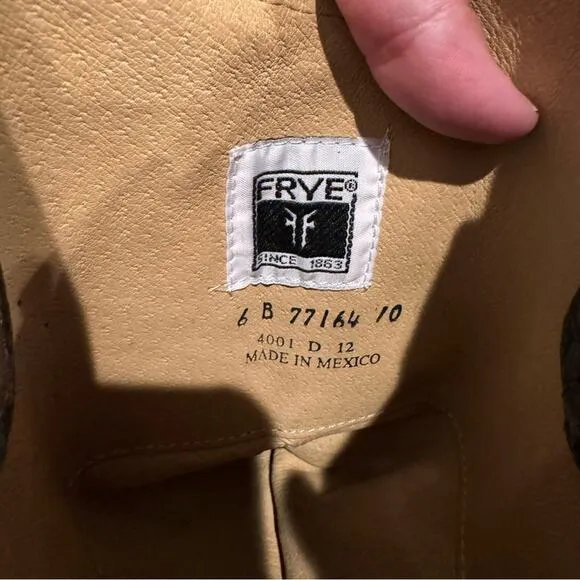 FRYE®
SINCE 1863
6 B 77164 10
4001 D 12
MADE IN MEXICO